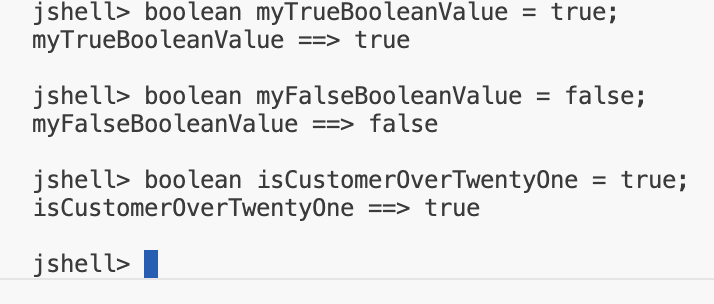 jshell> boolean myTrueBooleanValue = true;
myTrueBooleanValue ==> true
jshell> boolean myFalseBooleanValue = false;
myFalseBooleanValue ==> false
jshell> boolean isCustomerOverTwentyOne = true;
isCustomerOverTwentyOne ==> true
jshell>